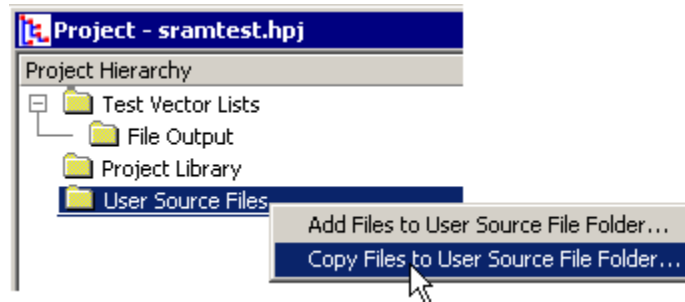 Project - sramtest.hpj
Project Hierarchy
Test Vector Lists
File Output
Project Library
User Source Files
Add Files to User Source File Folder...
Copy Files to User Source File Folder...